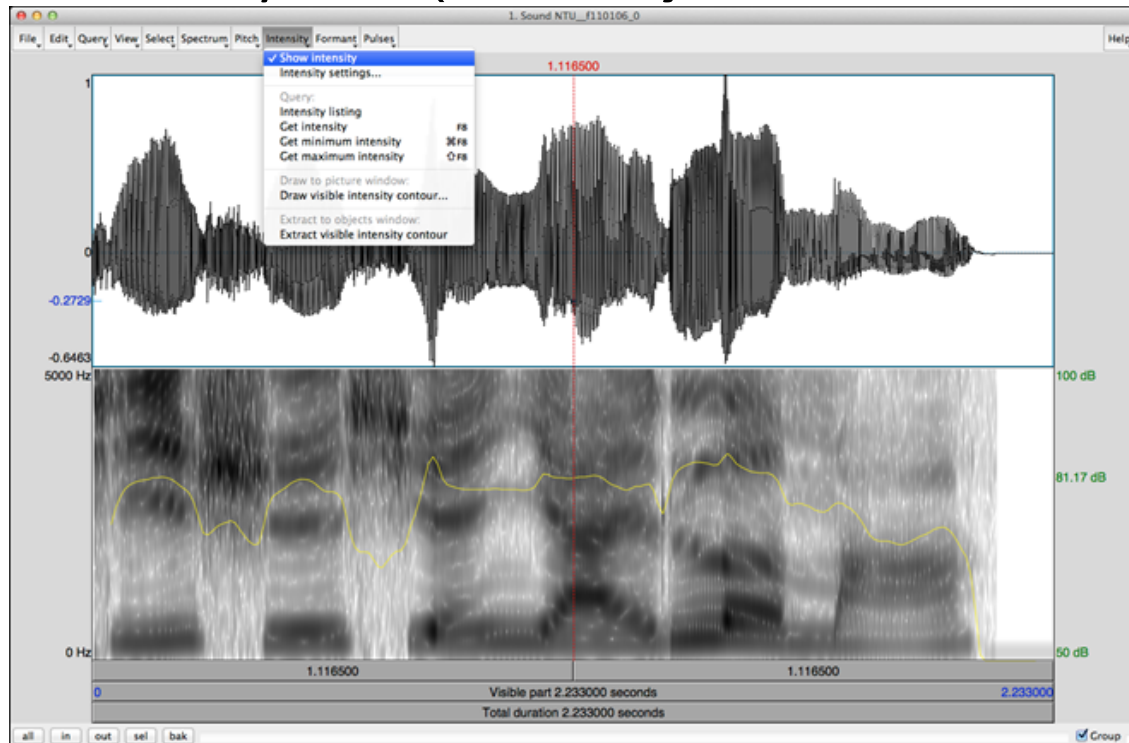 1. Sound NTU__f110106_0
File Edit Query View Select Spectrum Pitch Intensity Formant Pulses Help
✓ Show intensity
Intensity settings...
Query:
Intensity listing
Get intensity F8
Get minimum intensity ⌘F8
Get maximum intensity ⇧F8
Draw to picture window:
Draw visible intensity contour...
Extract to objects window:
Extract visible intensity contour
1.116500
1
0
-0.2729
-0.6463
5000 Hz 100 dB
81.17 dB
0 Hz 50 dB
1.116500 1.116500
0 Visible part 2.233000 seconds 2.233000
Total duration 2.233000 seconds
all in out sel bak Group